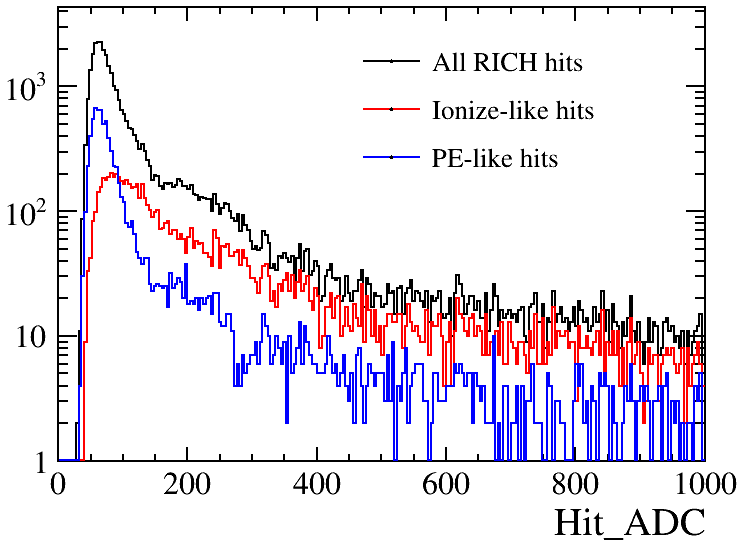 10³
10²
10
1
All RICH hits
Ionize-like hits
PE-like hits
0 200 400 600 800 1000
Hit_ADC